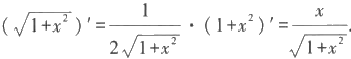 (√(1+x²))′ = 1/(2√(1+x²)) · (1+x²)′ = x/√(1+x²).